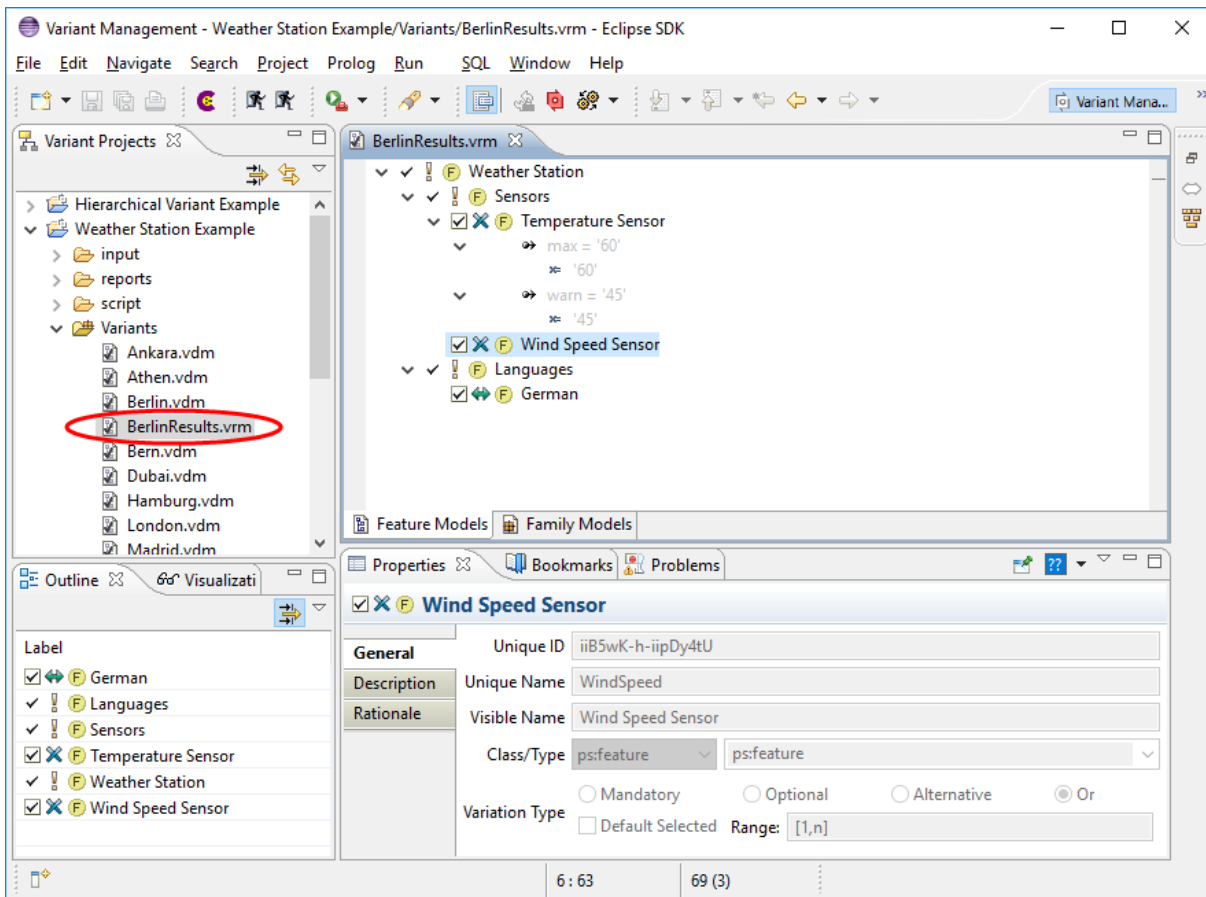 Variant Management - Weather Station Example/Variants/BerlinResults.vrm - Eclipse SDK
File Edit Navigate Search Project Prolog Run SQL Window Help
Variant Mana...
Variant Projects
Hierarchical Variant Example
Weather Station Example
input
reports
script
Variants
Ankara.vdm
Athen.vdm
Berlin.vdm
BerlinResults.vrm
Bern.vdm
Dubai.vdm
Hamburg.vdm
London.vdm
Madrid.vdm
BerlinResults.vrm
F Weather Station
F Sensors
F Temperature Sensor
max = '60'
x= '60'
warn = '45'
x= '45'
F Wind Speed Sensor
F Languages
F German
Feature Models Family Models
Outline Visualizati
Label
F German
F Languages
F Sensors
F Temperature Sensor
F Weather Station
F Wind Speed Sensor
Properties Bookmarks Problems ??
F Wind Speed Sensor
General
Description
Rationale
Unique ID iiB5wK-h-iipDy4tU
Unique Name WindSpeed
Visible Name Wind Speed Sensor
Class/Type ps:feature ps:feature
Variation Type
Mandatory Optional Alternative Or
Default Selected Range: [1,n]
6 : 63 69 (3)